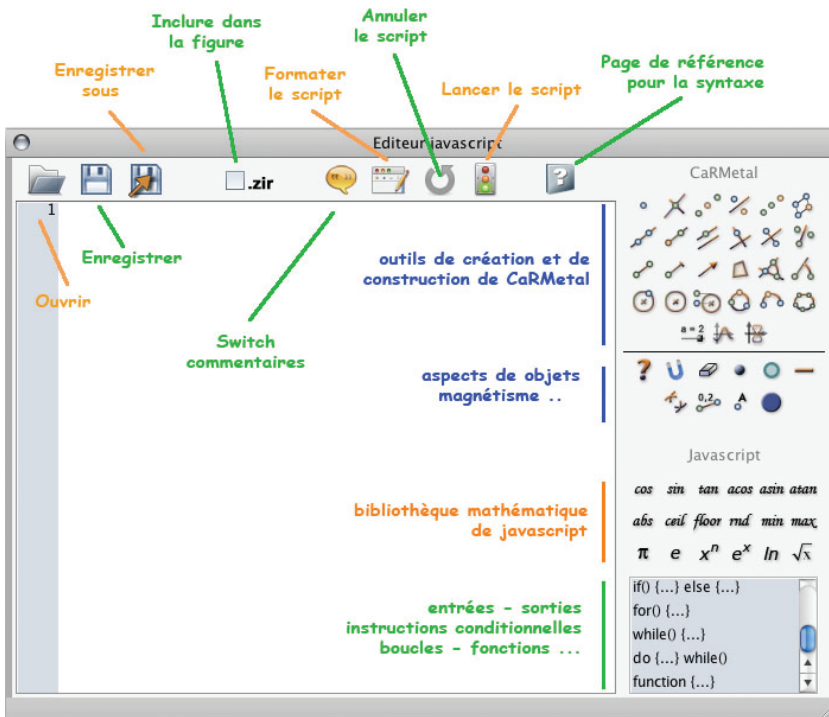 Inclure dans
la figure
Annuler
le script
Enregistrer
sous
Formater
le script
Lancer le script
Page de référence
pour la syntaxe
Editeur javascript
.zir
CaRMetal
1
Enregistrer
Ouvrir
outils de création et de
construction de CaRMetal
Switch
commentaires
a = 2
aspects de objets
magnétisme ..
?
0,2
A
Javascript
bibliothèque mathématique
de javascript
cos sin tan acos asin atan
abs ceil floor rnd min max
π e xⁿ eˣ ln √x
entrées - sorties
instructions conditionnelles
boucles - fonctions ...
if() {...} else {...}
for() {...}
while() {...}
do {...} while()
function {...}